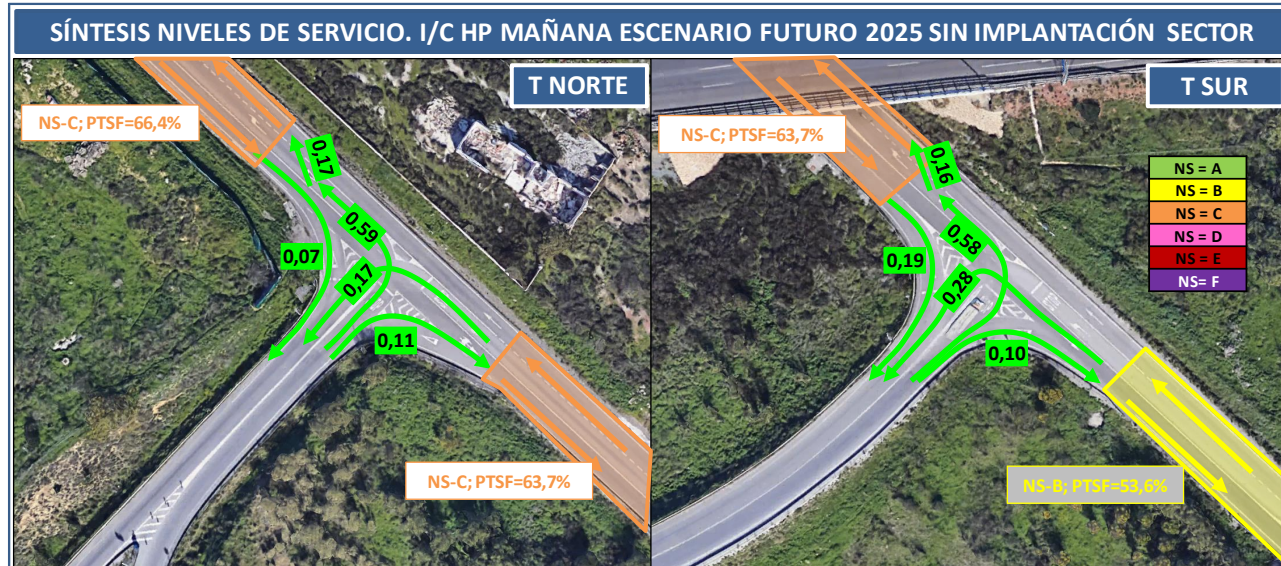 SÍNTESIS NIVELES DE SERVICIO. I/C HP MAÑANA ESCENARIO FUTURO 2025 SIN IMPLANTACIÓN SECTOR
T NORTE
NS-C; PTSF=66,4%
0,17
0,59
0,07
0,17
0,11
NS-C; PTSF=63,7%
T SUR
NS-C; PTSF=63,7%
0,16
0,58
0,19
0,28
0,10
NS = A
NS = B
NS = C
NS = D
NS = E
NS= F
NS-B; PTSF=53,6%